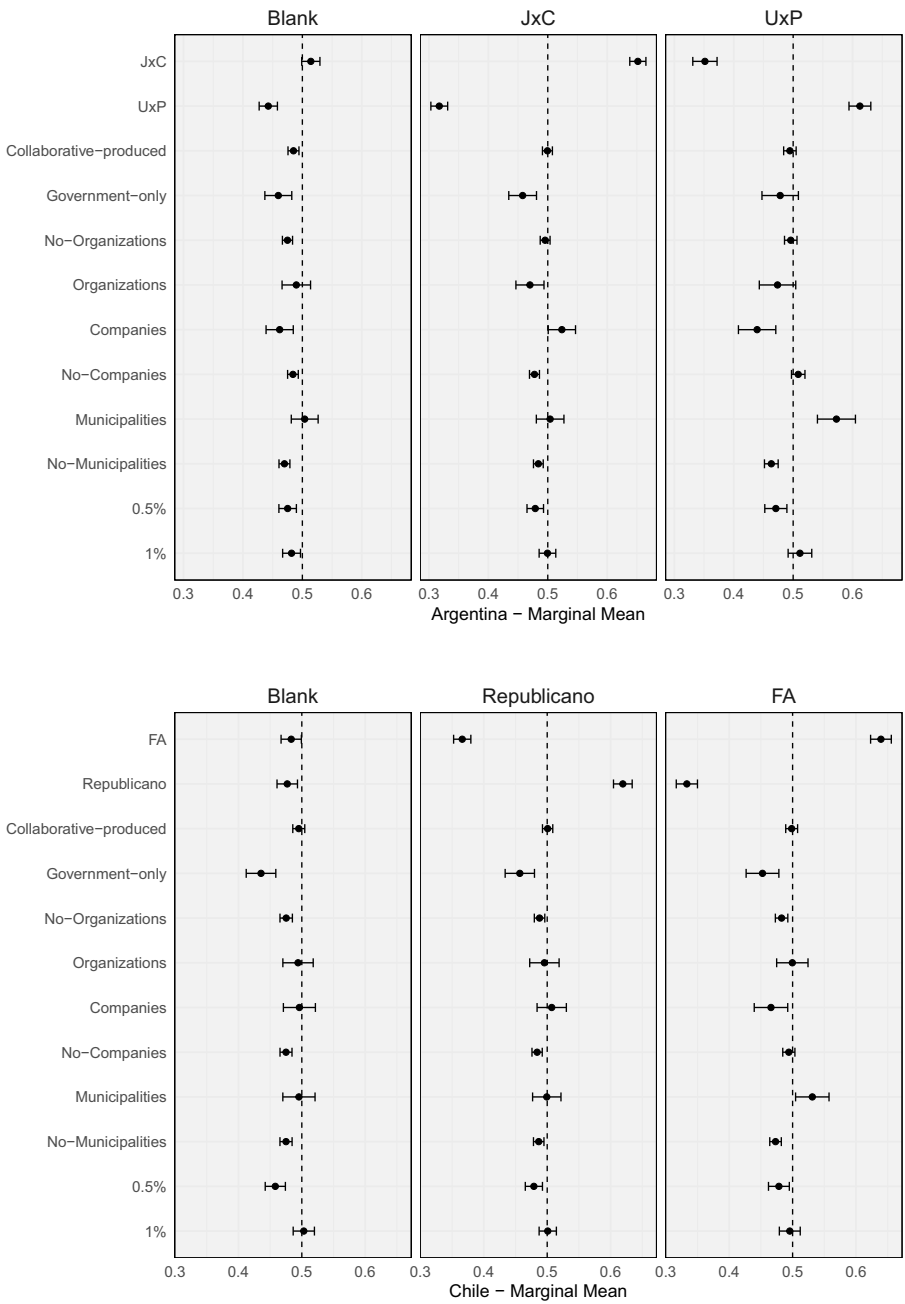 Blank JxC UxP
JxC
UxP
Collaborative−produced
Government−only
No−Organizations
Organizations
Companies
No−Companies
Municipalities
No−Municipalities
0.5%
1%
0.3 0.4 0.5 0.6 0.3 0.4 0.5 0.6 0.3 0.4 0.5 0.6
Argentina − Marginal Mean
Blank Republicano FA
FA
Republicano
Collaborative−produced
Government−only
No−Organizations
Organizations
Companies
No−Companies
Municipalities
No−Municipalities
0.5%
1%
0.3 0.4 0.5 0.6 0.3 0.4 0.5 0.6 0.3 0.4 0.5 0.6
Chile − Marginal Mean